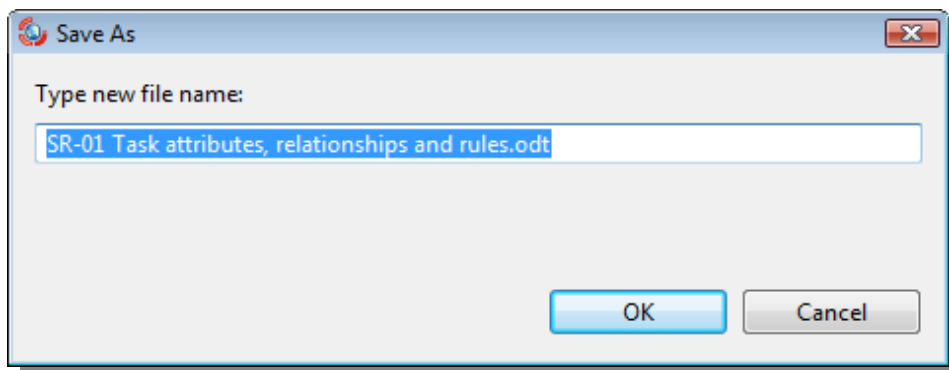 Save As
Type new file name:
SR-01 Task attributes, relationships and rules.odt
OK
Cancel